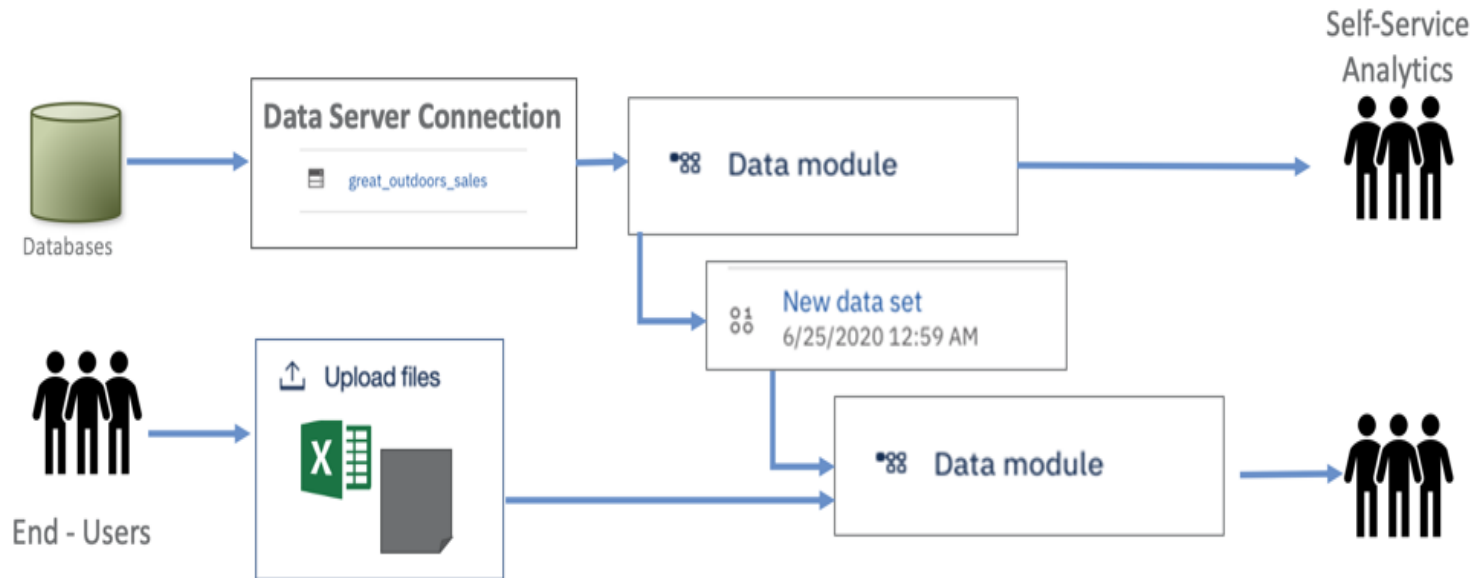 Self-Service
Analytics
Data Server Connection
great_outdoors_sales
Data module
Databases
New data set
6/25/2020 12:59 AM
Upload files
X
Data module
End - Users